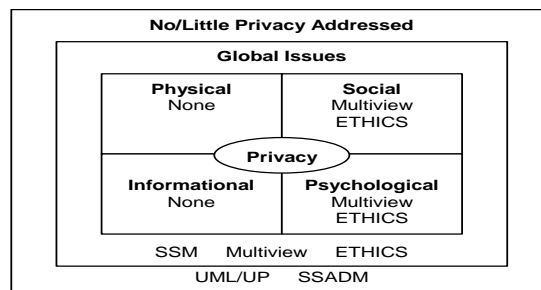 No/Little Privacy Addressed
Global Issues
Physical
None
Social
Multiview
ETHICS
Privacy
Informational
None
Psychological
Multiview
ETHICS
SSM Multiview ETHICS
UML/UP SSADM